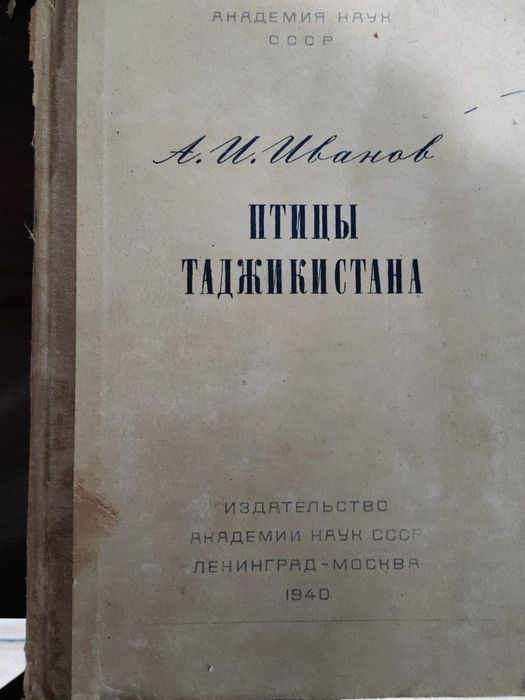 АКАДЕМИЯ НАУК
СССР
А. И. Иванов
ПТИЦЫ
ТАДЖИКИСТАНА
ИЗДАТЕЛЬСТВО
АКАДЕМИИ НАУК СССР
ЛЕНИНГРАД-МОСКВА
1940